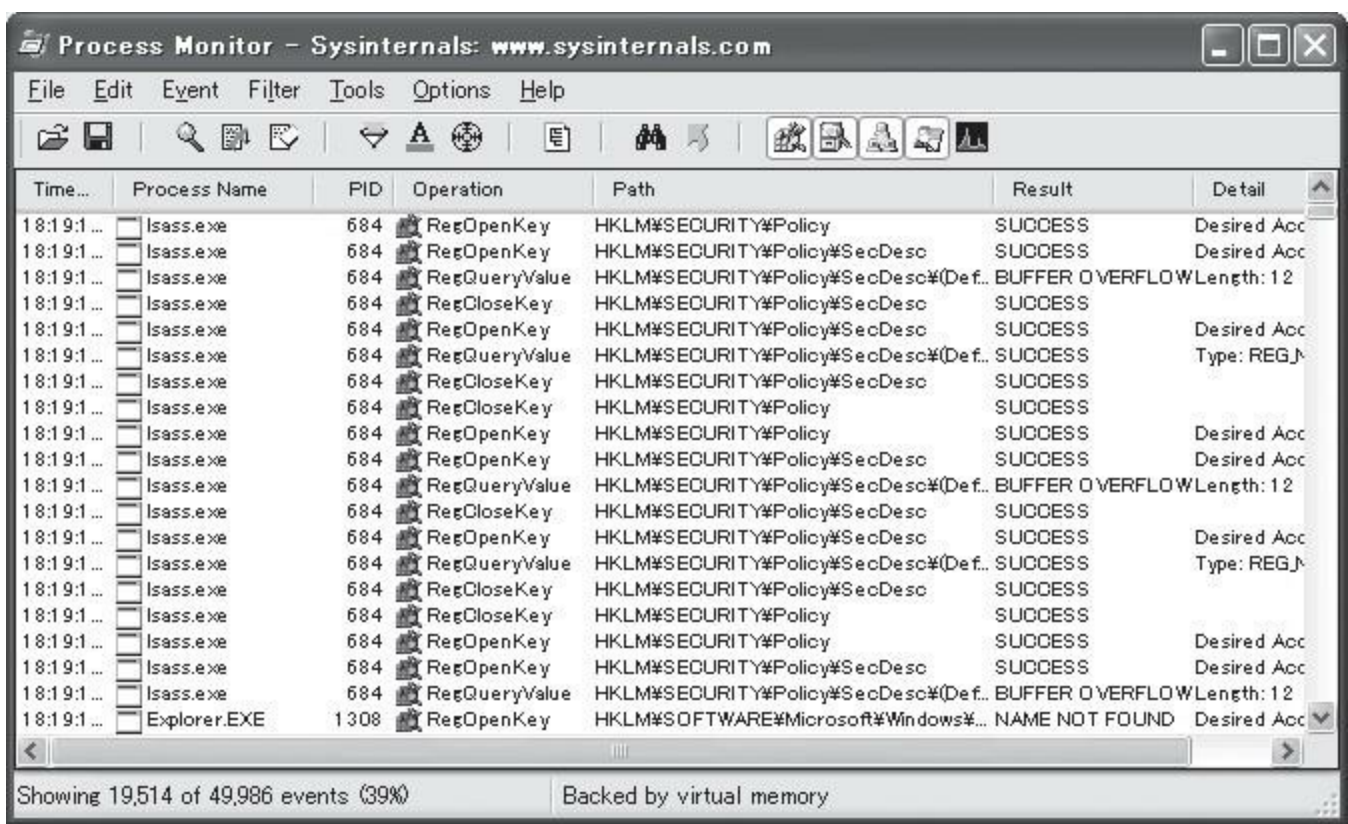 Process Monitor - Sysinternals: www.sysinternals.com
File Edit Event Filter Tools Options Help
Time... Process Name PID Operation Path Result Detail
18:19:1... lsass.exe 684 RegOpenKey HKLM¥SECURITY¥Policy SUCCESS Desired Acc
18:19:1... lsass.exe 684 RegOpenKey HKLM¥SECURITY¥Policy¥SecDesc SUCCESS Desired Acc
18:19:1... lsass.exe 684 RegQueryValue HKLM¥SECURITY¥Policy¥SecDesc¥(Def... BUFFER OVERFLOW Length: 12
18:19:1... lsass.exe 684 RegCloseKey HKLM¥SECURITY¥Policy¥SecDesc SUCCESS
18:19:1... lsass.exe 684 RegOpenKey HKLM¥SECURITY¥Policy¥SecDesc SUCCESS Desired Acc
18:19:1... lsass.exe 684 RegQueryValue HKLM¥SECURITY¥Policy¥SecDesc¥(Def... SUCCESS Type: REG_N
18:19:1... lsass.exe 684 RegCloseKey HKLM¥SECURITY¥Policy¥SecDesc SUCCESS
18:19:1... lsass.exe 684 RegCloseKey HKLM¥SECURITY¥Policy SUCCESS
18:19:1... lsass.exe 684 RegOpenKey HKLM¥SECURITY¥Policy SUCCESS Desired Acc
18:19:1... lsass.exe 684 RegOpenKey HKLM¥SECURITY¥Policy¥SecDesc SUCCESS Desired Acc
18:19:1... lsass.exe 684 RegQueryValue HKLM¥SECURITY¥Policy¥SecDesc¥(Def... BUFFER OVERFLOW Length: 12
18:19:1... lsass.exe 684 RegCloseKey HKLM¥SECURITY¥Policy¥SecDesc SUCCESS
18:19:1... lsass.exe 684 RegOpenKey HKLM¥SECURITY¥Policy¥SecDesc SUCCESS Desired Acc
18:19:1... lsass.exe 684 RegQueryValue HKLM¥SECURITY¥Policy¥SecDesc¥(Def... SUCCESS Type: REG_N
18:19:1... lsass.exe 684 RegCloseKey HKLM¥SECURITY¥Policy¥SecDesc SUCCESS
18:19:1... lsass.exe 684 RegCloseKey HKLM¥SECURITY¥Policy SUCCESS
18:19:1... lsass.exe 684 RegOpenKey HKLM¥SECURITY¥Policy SUCCESS Desired Acc
18:19:1... lsass.exe 684 RegOpenKey HKLM¥SECURITY¥Policy¥SecDesc SUCCESS Desired Acc
18:19:1... lsass.exe 684 RegQueryValue HKLM¥SECURITY¥Policy¥SecDesc¥(Def... BUFFER OVERFLOW Length: 12
18:19:1... Explorer.EXE 1308 RegOpenKey HKLM¥SOFTWARE¥Microsoft¥Windows¥... NAME NOT FOUND Desired Acc
Showing 19,514 of 49,986 events (39%) Backed by virtual memory